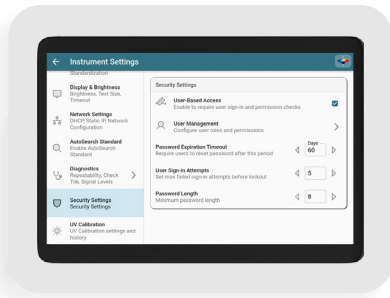 Instrument Settings
Standardization
Display & Brightness
Brightness, Text Size,
Timeout
Network Settings
DHCP, Static IP, Network
Configuration
AutoSearch Standard
Enable AutoSearch
Standard
Diagnostics
Repeatability, Check
Tile, Signal Levels
Security Settings
Security Settings
UV Calibration
UV Calibration settings and
history
Security Settings
User-Based Access
Enable to require user sign-in and permission checks
User Management
Configure user roles and permissions
Password Expiration Timeout
Require users to reset password after this period
Days
60
User Sign-in Attempts
Set max failed sign-in attempts before lockout
5
Password Length
Minimum password length
8